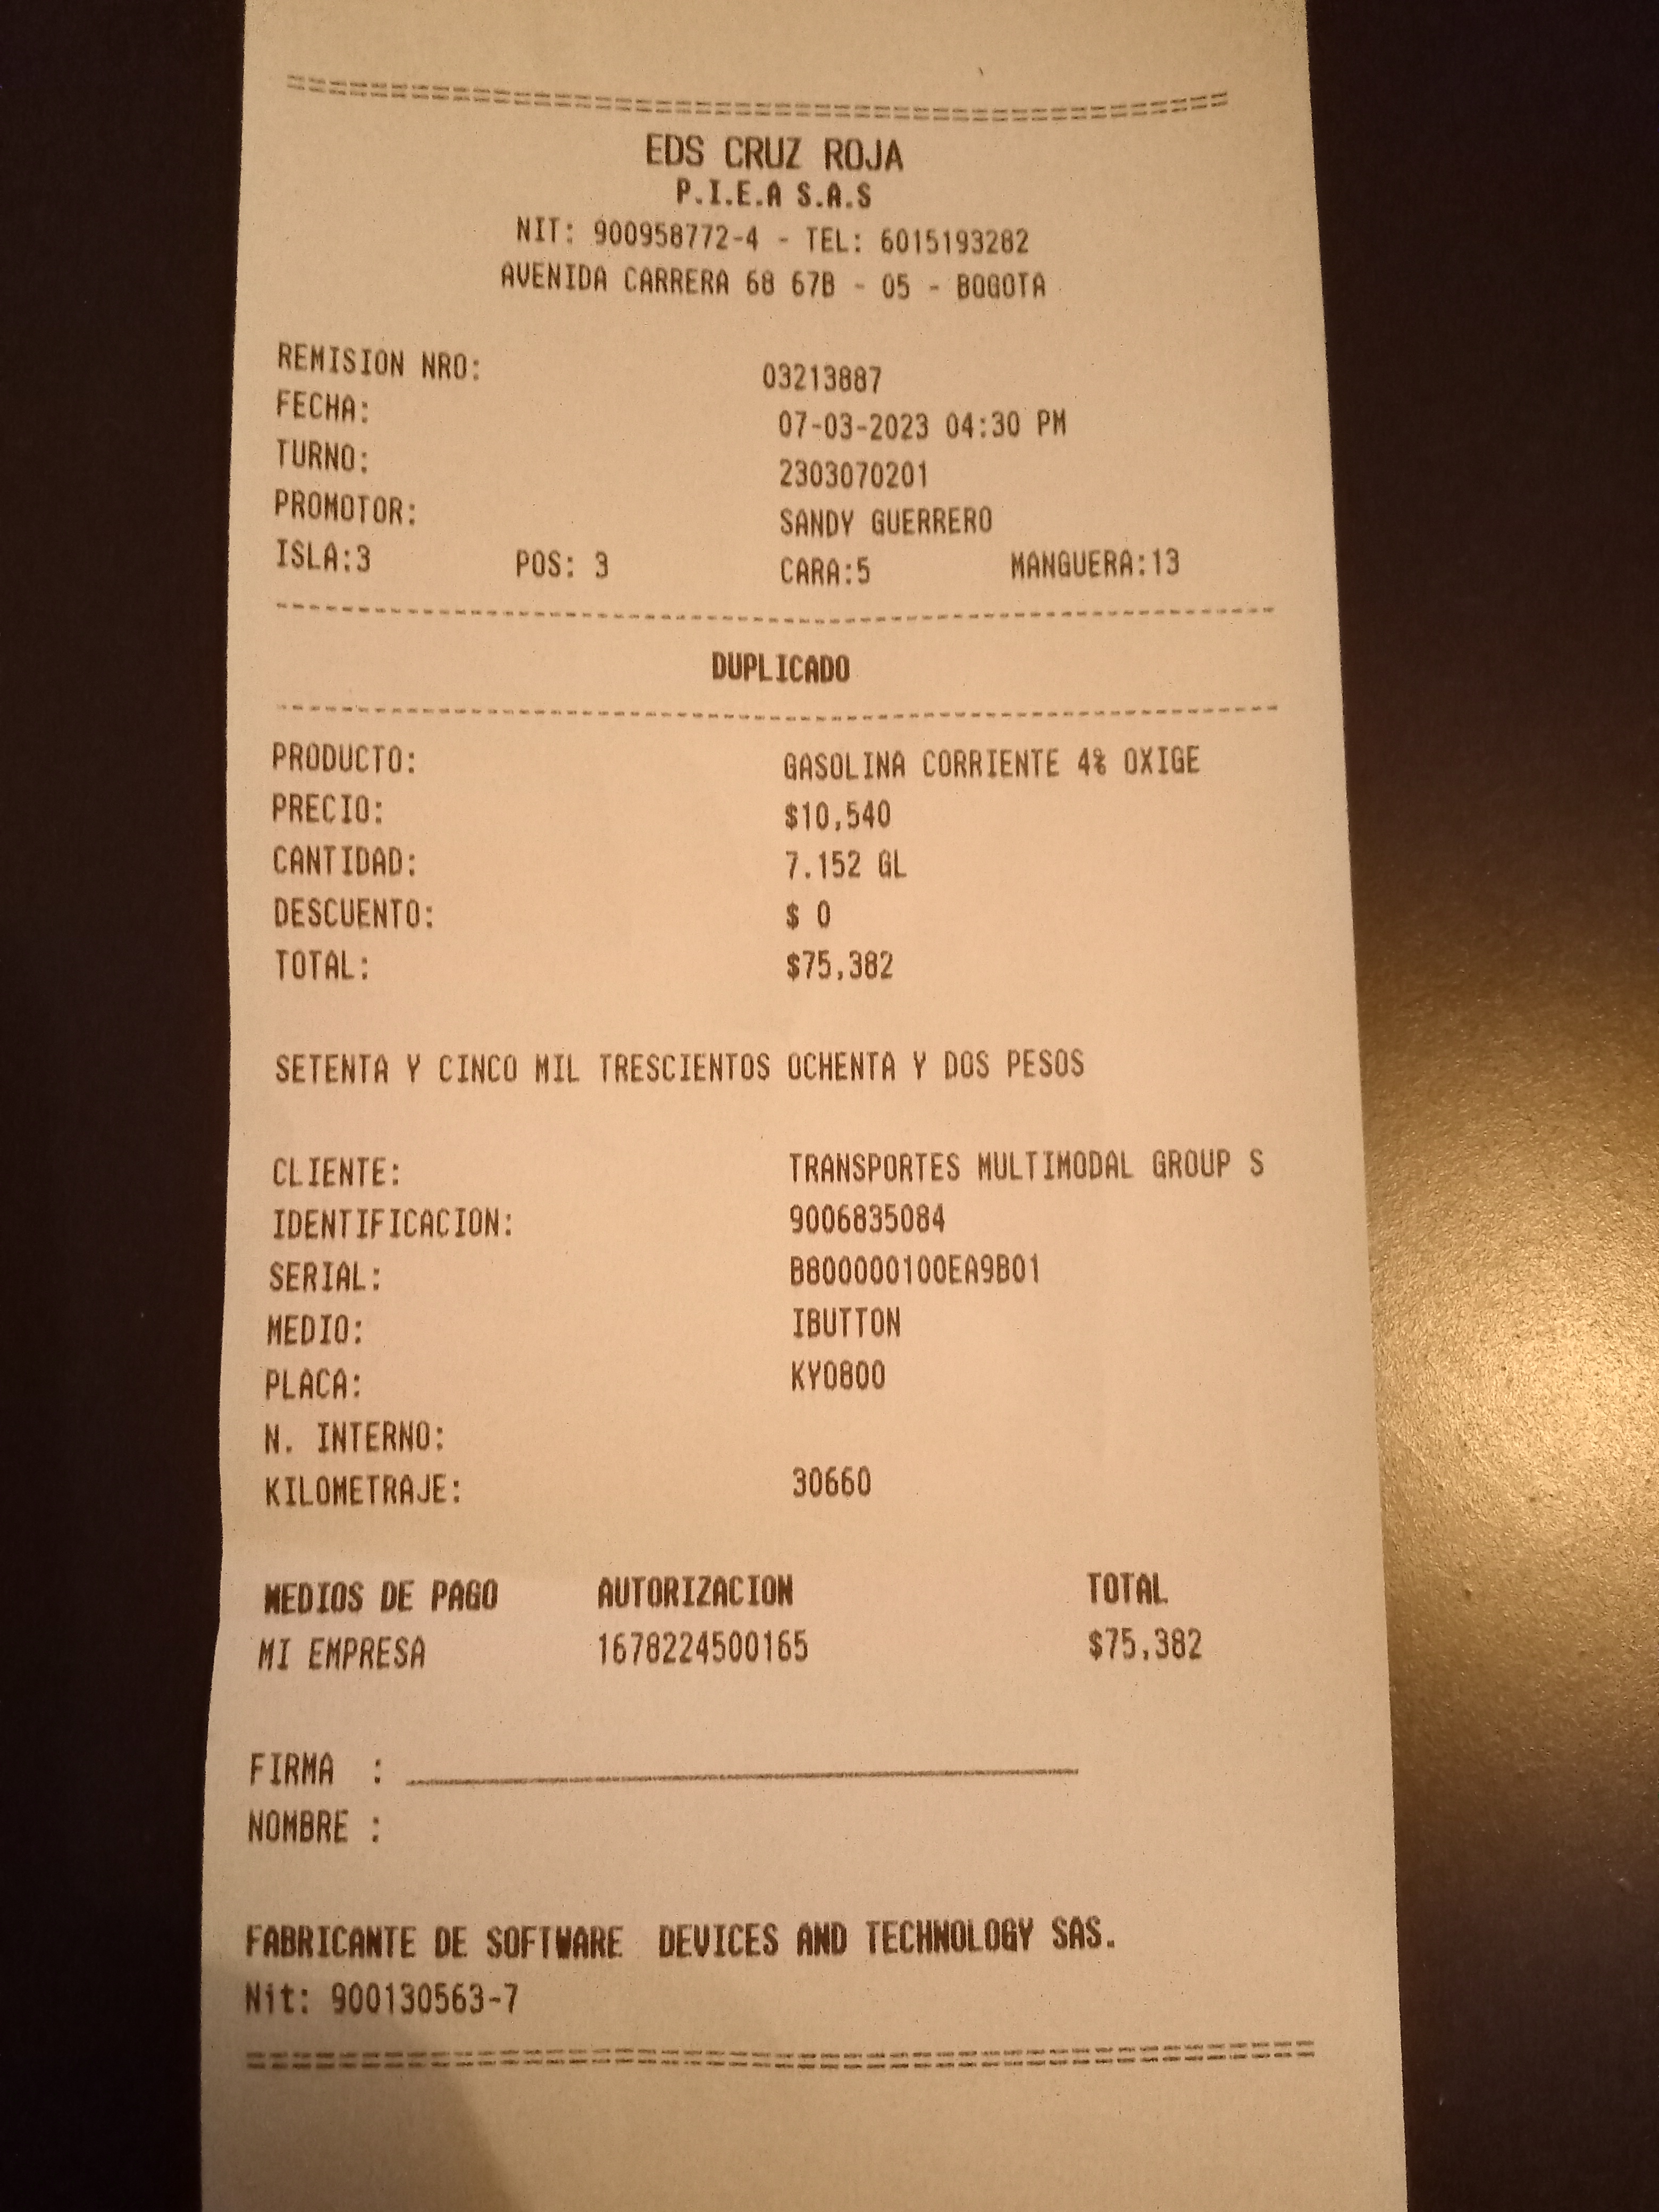 EDS CRUZ ROJA
P.I.E.A S.A.S
NIT: 900958772-4 - TEL: 6015193282
AVENIDA CARRERA 68 67B - 05 - BOGOTA
REMISION NRO: 03213887
FECHA: 07-03-2023 04:30 PM
TURNO: 2303070201
PROMOTOR: SANDY GUERRERO
ISLA:3 POS: 3 CARA:5 MANGUERA:13
DUPLICADO
PRODUCTO: GASOLINA CORRIENTE 4% OXIGE
PRECIO: $10,540
CANTIDAD: 7.152 GL
DESCUENTO: $ 0
TOTAL: $75,382
SETENTA Y CINCO MIL TRESCIENTOS OCHENTA Y DOS PESOS
CLIENTE: TRANSPORTES MULTIMODAL GROUP S
IDENTIFICACION: 9006835084
SERIAL: B800000100EA9B01
MEDIO: IBUTTON
PLACA: KYO800
N. INTERNO:
KILOMETRAJE: 30660
MEDIOS DE PAGO AUTORIZACION TOTAL
MI EMPRESA 1678224500165 $75,382
FIRMA :
NOMBRE :
FABRICANTE DE SOFTWARE DEVICES AND TECHNOLOGY SAS.
Nit: 900130563-7